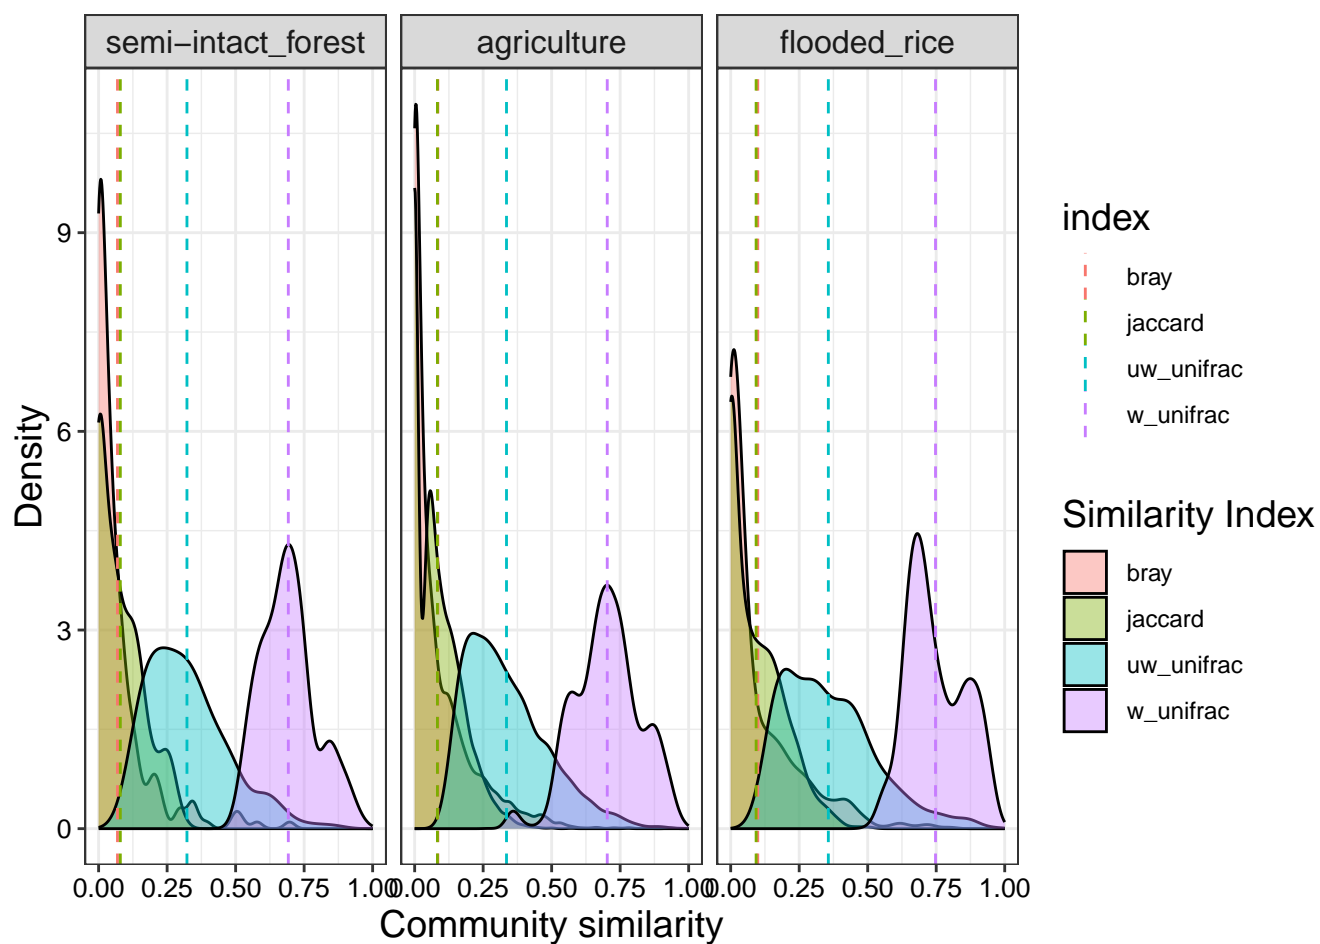 semi−intact_forest
agriculture
flooded_rice
Density
9
6
3
0
0.00 0.25 0.50 0.75 1.00
0.00 0.25 0.50 0.75 1.00
0.00 0.25 0.50 0.75 1.00
Community similarity
index
bray
jaccard
uw_unifrac
w_unifrac
Similarity Index
bray
jaccard
uw_unifrac
w_unifrac